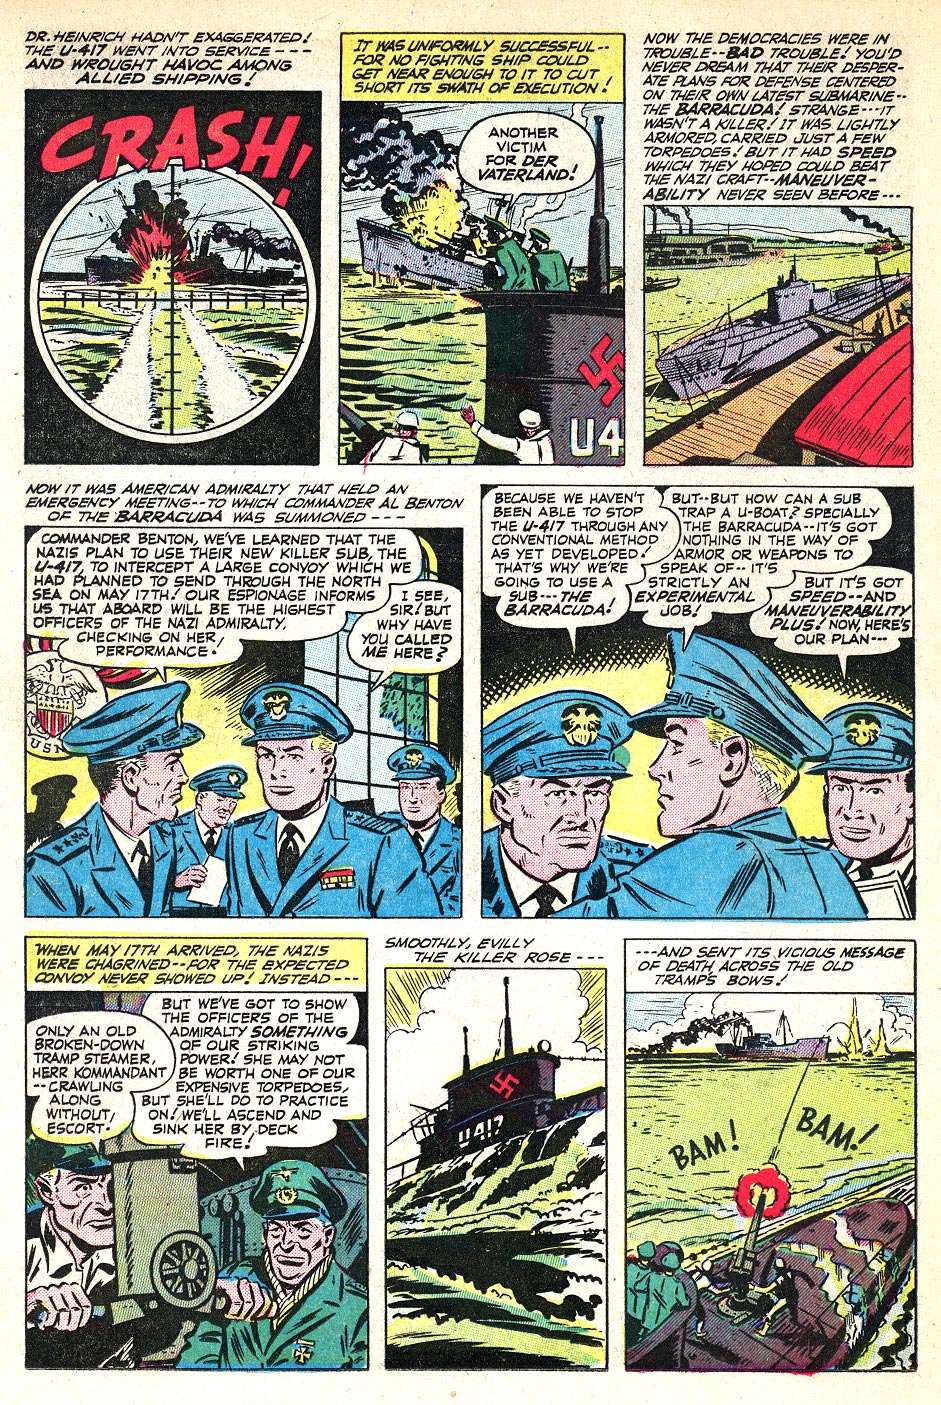 DR. HEINRICH HADN'T EXAGGERATED!
THE U-417 WENT INTO SERVICE ---
AND WROUGHT HAVOC AMONG
ALLIED SHIPPING!
CRASH!
IT WAS UNIFORMLY SUCCESSFUL--
FOR NO FIGHTING SHIP COULD
GET NEAR ENOUGH TO IT TO CUT
SHORT ITS SWATH OF EXECUTION!
ANOTHER
VICTIM
FOR DER
VATERLAND!
U4
NOW THE DEMOCRACIES WERE IN
TROUBLE--BAD TROUBLE! YOU'D
NEVER DREAM THAT THEIR DESPER-
ATE PLANS FOR DEFENSE CENTERED
ON THEIR OWN LATEST SUBMARINE--
THE BARRACUDA! STRANGE---IT
WASN'T A KILLER! IT WAS LIGHTLY
ARMORED, CARRIED JUST A FEW
TORPEDOES! BUT IT HAD SPEED
WHICH THEY HOPED COULD BEAT
THE NAZI CRAFT--MANEUVER-
ABILITY NEVER SEEN BEFORE---
NOW IT WAS AMERICAN ADMIRALTY THAT HELD AN
EMERGENCY MEETING--TO WHICH COMMANDER AL BENTON
OF THE BARRACUDA WAS SUMMONED---
COMMANDER BENTON, WE'VE LEARNED THAT THE
NAZIS PLAN TO USE THEIR NEW KILLER SUB, THE
U-417, TO INTERCEPT A LARGE CONVOY WHICH WE
HAD PLANNED TO SEND THROUGH THE NORTH
SEA ON MAY 17TH! OUR ESPIONAGE INFORMS
US THAT ABOARD WILL BE THE HIGHEST
OFFICERS OF THE NAZI ADMIRALTY.
CHECKING ON HER
PERFORMANCE!
I SEE,
SIR! BUT
WHY HAVE
YOU CALLED
ME HERE?
USN
BECAUSE WE HAVEN'T
BEEN ABLE TO STOP
THE U-417 THROUGH ANY
CONVENTIONAL METHOD
AS YET DEVELOPED!
THAT'S WHY WE'RE
GOING TO USE A
SUB---THE
BARRACUDA!
BUT--BUT HOW CAN A SUB
TRAP A U-BOAT? 'SPECIALLY
THE BARRACUDA--IT'S GOT
NOTHING IN THE WAY OF
ARMOR OR WEAPONS TO
SPEAK OF--IT'S
STRICTLY AN
EXPERIMENTAL
JOB!
BUT IT'S GOT
SPEED---AND
MANEUVERABILITY
PLUS! NOW, HERE'S
OUR PLAN---
WHEN MAY 17TH ARRIVED, THE NAZIS
WERE CHAGRINED--FOR THE EXPECTED
CONVOY NEVER SHOWED UP! INSTEAD---
ONLY AN OLD
BROKEN-DOWN
TRAMP STEAMER,
HERR KOMMANDANT
--CRAWLING
ALONG
WITHOUT
ESCORT.
BUT WE'VE GOT TO SHOW
THE OFFICERS OF THE
ADMIRALTY SOMETHING
OF OUR STRIKING
POWER! SHE MAY NOT
BE WORTH ONE OF OUR
EXPENSIVE TORPEDOES,
BUT SHE'LL DO TO PRACTICE
ON! WE'LL ASCEND AND
SINK HER BY DECK
FIRE!
SMOOTHLY, EVILLY
THE KILLER ROSE---
U417
---AND SENT ITS VICIOUS MESSAGE
OF DEATH ACROSS THE OLD
TRAMP'S BOWS!
BAM!
BAM!